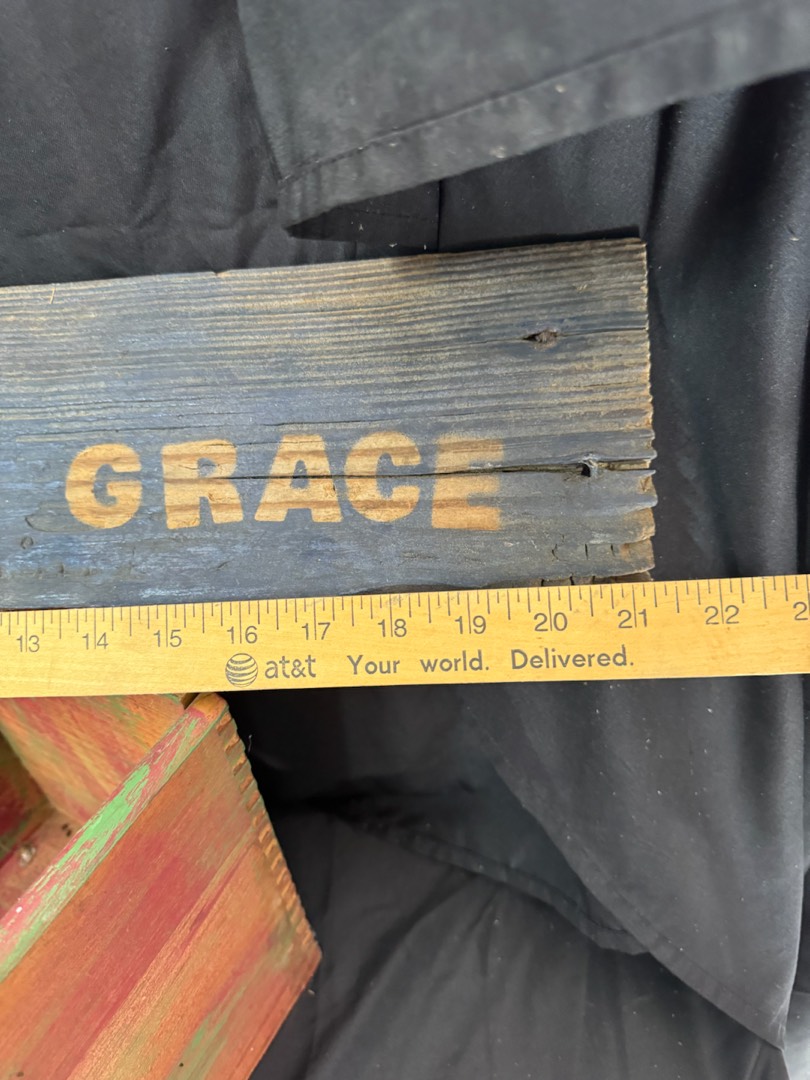 GRACE
13 14 15 16 17 18 19 20 21 22
at&t Your world. Delivered.